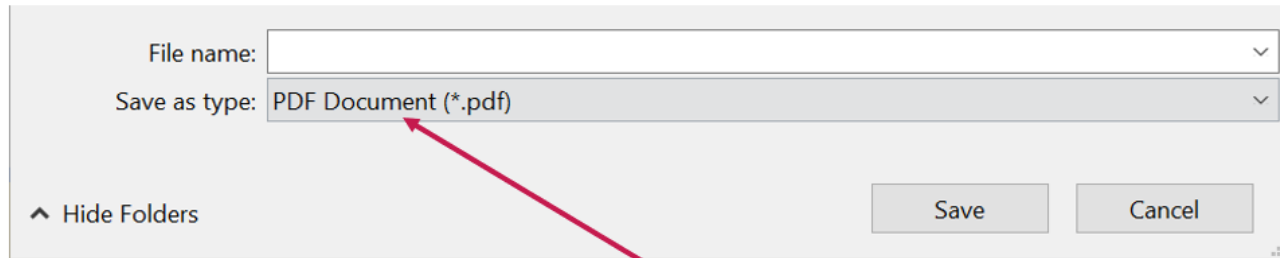 File name:
Save as type: PDF Document (*.pdf)
Hide Folders
Save
Cancel